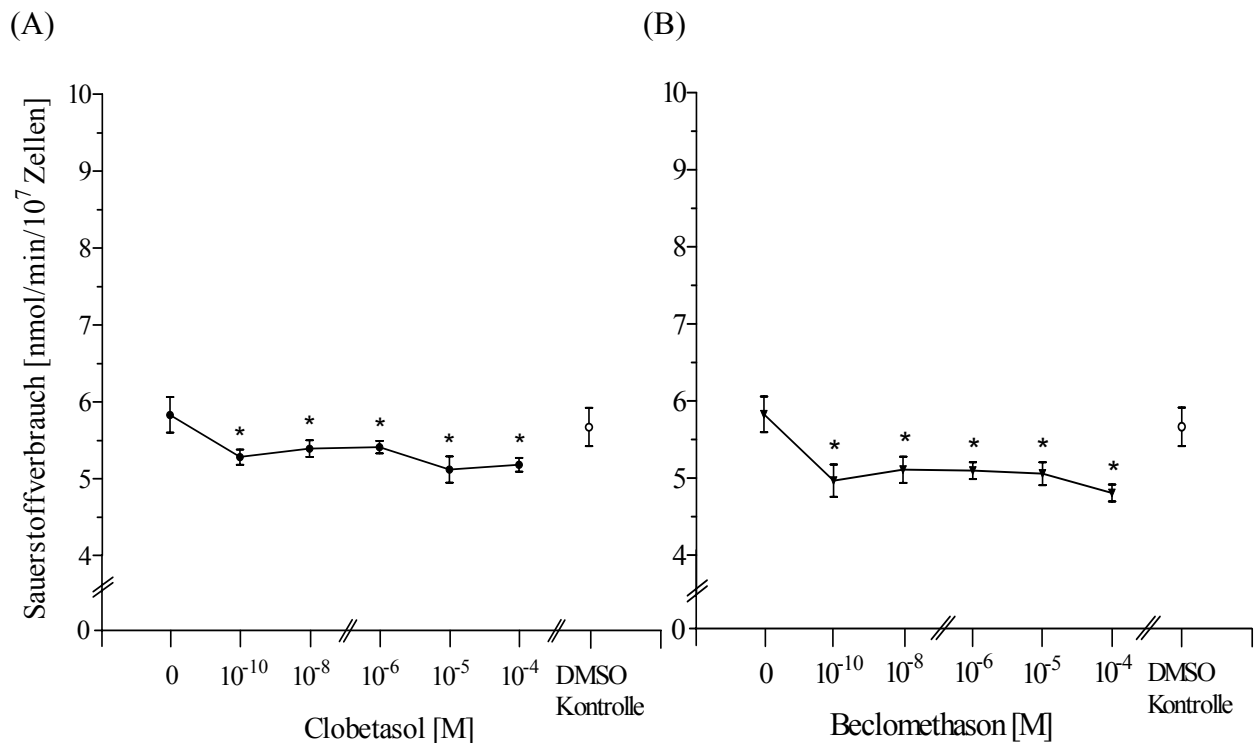 (A)
Sauerstoffverbrauch [nmol/min/10⁷ Zellen]
10
9
8
7
6
5
4
0
* * * * *
0 10⁻¹⁰ 10⁻⁸ 10⁻⁶ 10⁻⁵ 10⁻⁴ DMSO
Kontrolle
Clobetasol [M]
(B)
10
9
8
7
6
5
4
0
* * * * *
0 10⁻¹⁰ 10⁻⁸ 10⁻⁶ 10⁻⁵ 10⁻⁴ DMSO
Kontrolle
Beclomethason [M]